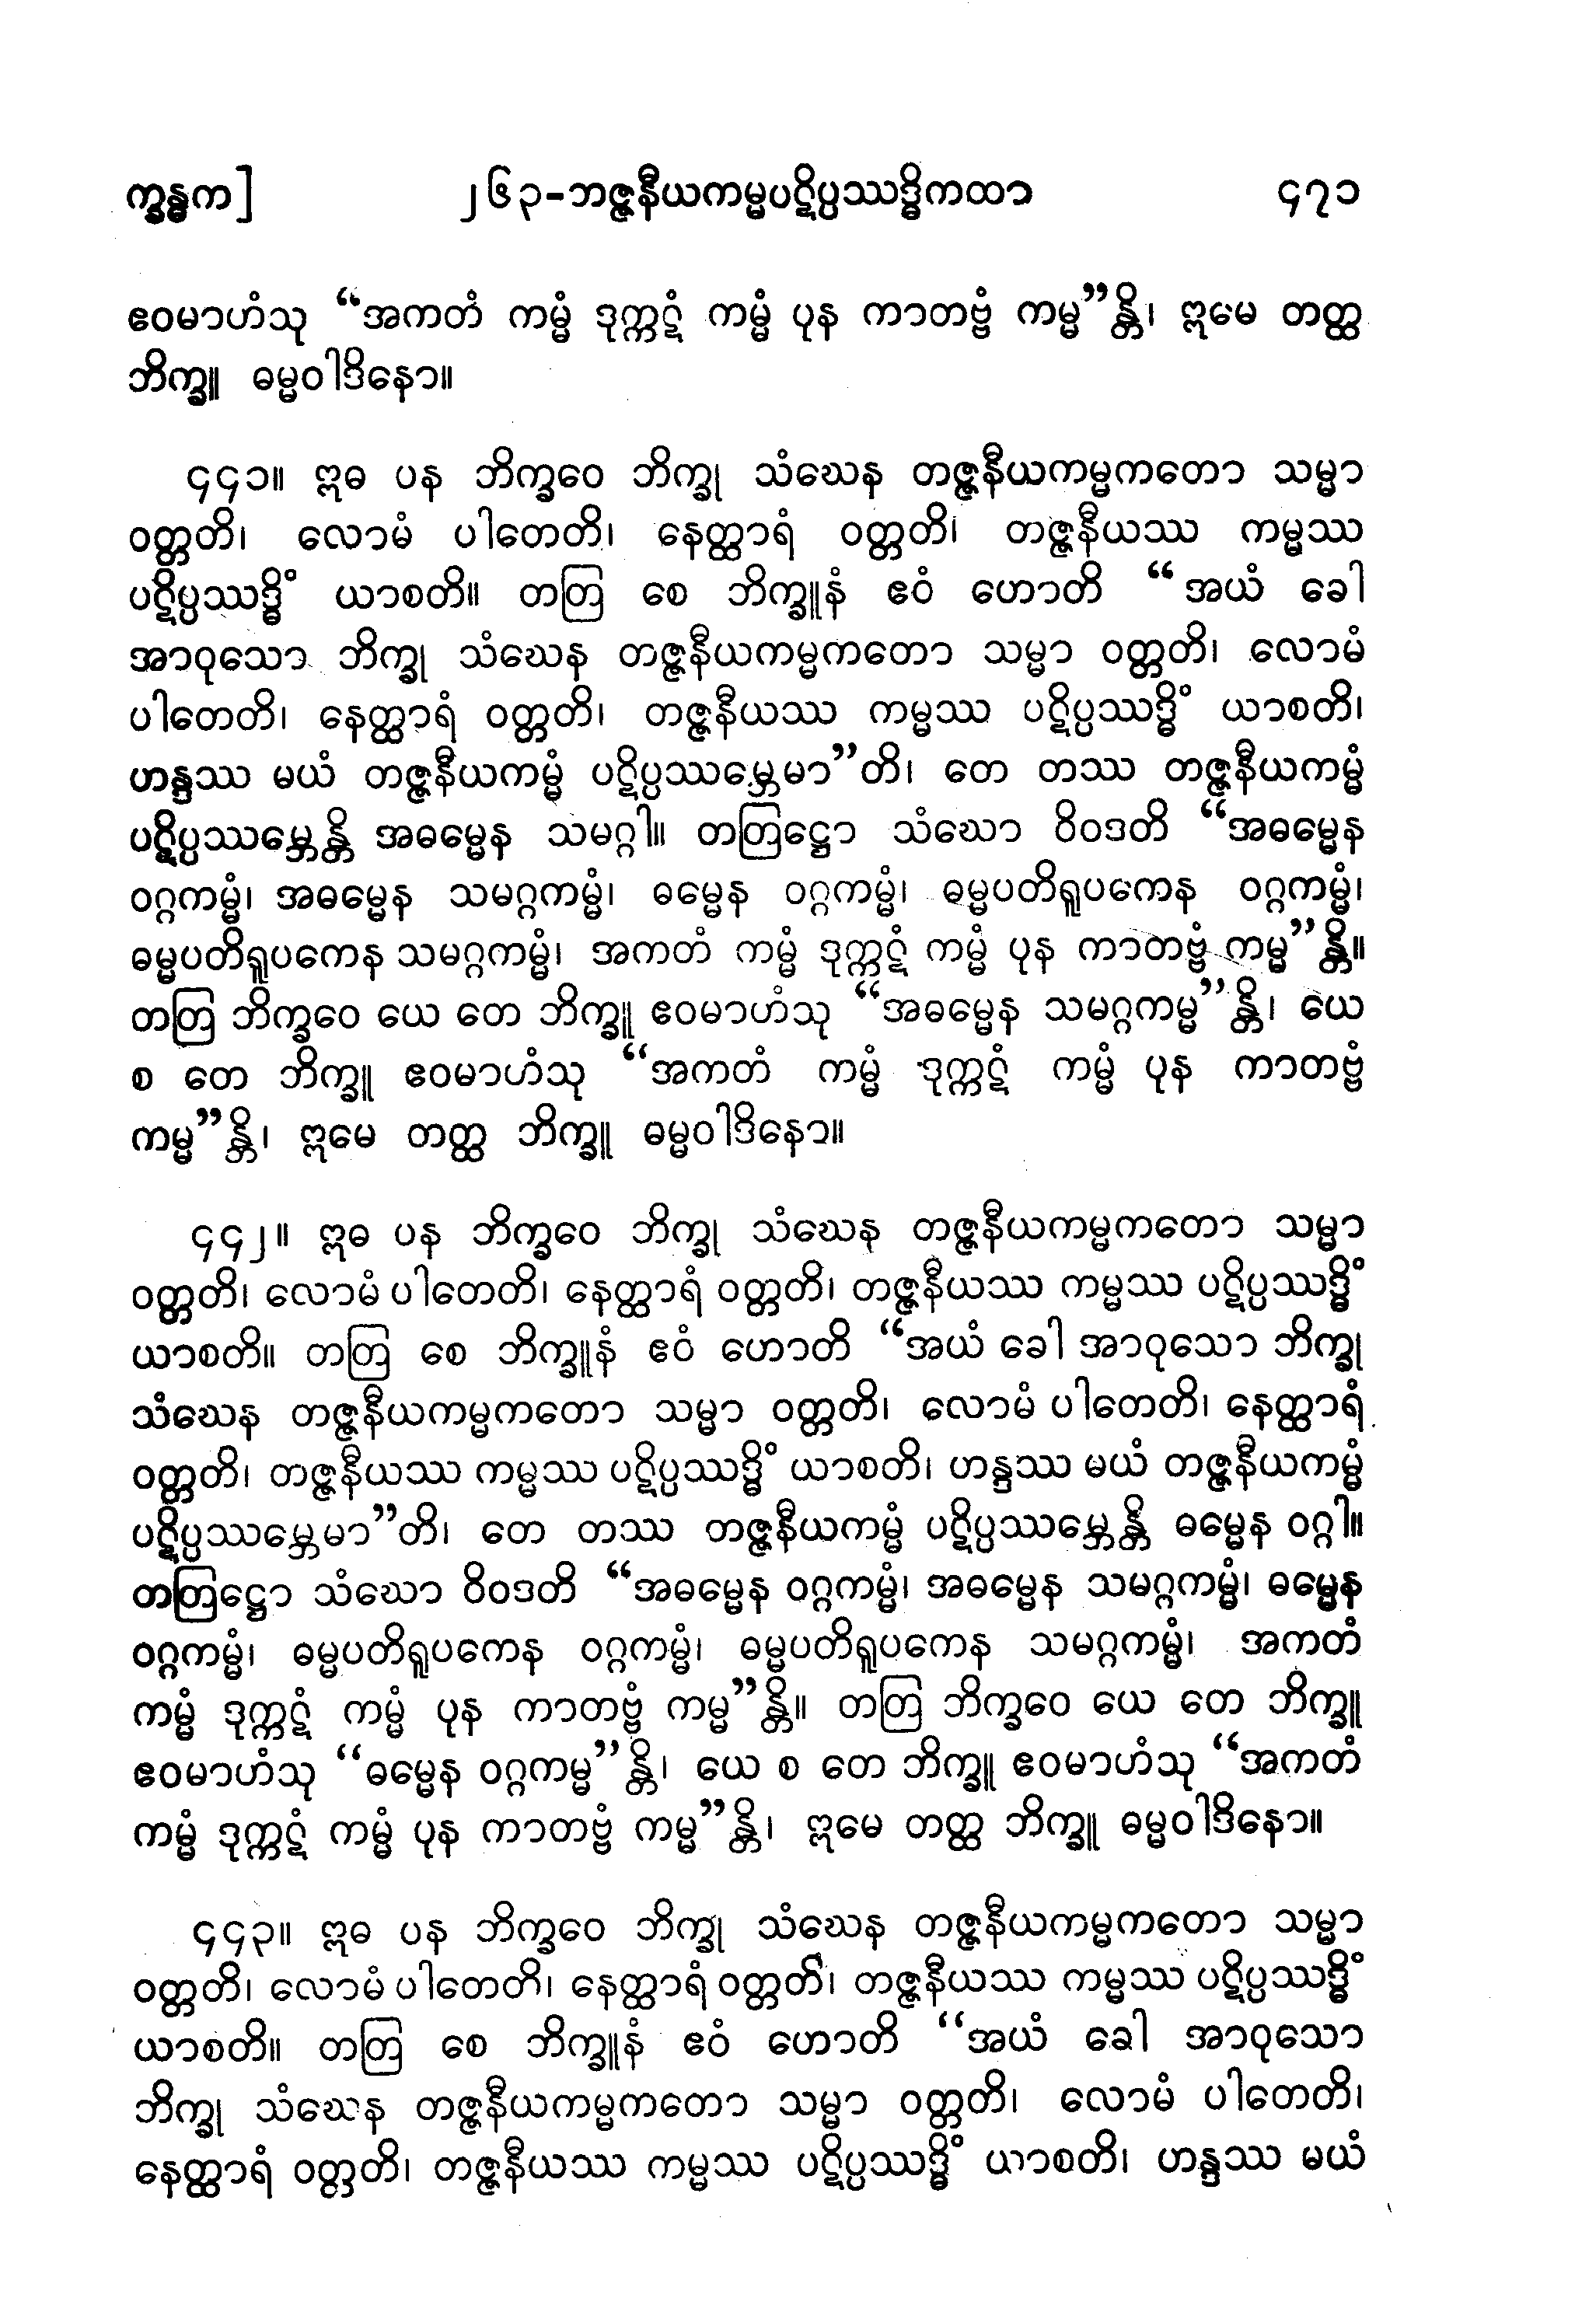 က္ခန္ဓက] ၂၆၃-ဘဇ္ဇနီယကမ္မပဋိပ္ပဿဒ္ဓိကထာ ၄၇၁
ဧဝမာဟံသု “အကတံ ကမ္မံ ဒုက္ကဋံ ကမ္မံ ပုန ကာတဗ္ဗံ ကမ္မ”န္တိ၊ ဣမေ တတ္ထ
ဘိက္ခူ ဓမ္မဝါဒိနော။
၄၄၁။ ဣဓ ပန ဘိက္ခဝေ ဘိက္ခု သံဃေန တဇ္ဇနီယကမ္မကတော သမ္မာ
ဝတ္တတိ၊ လောမံ ပါတေတိ၊ နေတ္ထာရံ ဝတ္တတိ၊ တဇ္ဇနီယဿ ကမ္မဿ
ပဋိပ္ပဿဒ္ဓိံ ယာစတိ။ တတြ စေ ဘိက္ခူနံ ဧဝံ ဟောတိ “အယံ ခေါ
အာဝုသော ဘိက္ခု သံဃေန တဇ္ဇနီယကမ္မကတော သမ္မာ ဝတ္တတိ၊ လောမံ
ပါတေတိ၊ နေတ္ထာရံ ဝတ္တတိ၊ တဇ္ဇနီယဿ ကမ္မဿ ပဋိပ္ပဿဒ္ဓိံ ယာစတိ၊
ဟန္ဒဿ မယံ တဇ္ဇနီယကမ္မံ ပဋိပ္ပဿမ္ဘေမာ”တိ၊ တေ တဿ တဇ္ဇနီယကမ္မံ
ပဋိပ္ပဿမ္ဘေန္တိ အဓမ္မေန သမဂ္ဂါ။ တတြဋ္ဌော သံဃော ဝိဝဒတိ “အဓမ္မေန
ဝဂ္ဂကမ္မံ၊ အဓမ္မေန သမဂ္ဂကမ္မံ၊ ဓမ္မေန ဝဂ္ဂကမ္မံ၊ ဓမ္မပတိရူပကေန ဝဂ္ဂကမ္မံ၊
ဓမ္မပတိရူပကေန သမဂ္ဂကမ္မံ၊ အကတံ ကမ္မံ ဒုက္ကဋံ ကမ္မံ ပုန ကာတဗ္ဗံ ကမ္မ”န္တိ။
တတြ ဘိက္ခဝေ ယေ တေ ဘိက္ခူ ဧဝမာဟံသု “အဓမ္မေန သမဂ္ဂကမ္မ”န္တိ၊ ယေ
စ တေ ဘိက္ခူ ဧဝမာဟံသု “အကတံ ကမ္မံ ဒုက္ကဋံ ကမ္မံ ပုန ကာတဗ္ဗံ
ကမ္မ”န္တိ၊ ဣမေ တတ္ထ ဘိက္ခူ ဓမ္မဝါဒိနော။
၄၄၂။ ဣဓ ပန ဘိက္ခဝေ ဘိက္ခု သံဃေန တဇ္ဇနီယကမ္မကတော သမ္မာ
ဝတ္တတိ၊ လောမံ ပါတေတိ၊ နေတ္ထာရံ ဝတ္တတိ၊ တဇ္ဇနီယဿ ကမ္မဿ ပဋိပ္ပဿဒ္ဓိံ
ယာစတိ။ တတြ စေ ဘိက္ခူနံ ဧဝံ ဟောတိ “အယံ ခေါ အာဝုသော ဘိက္ခု
သံဃေန တဇ္ဇနီယကမ္မကတော သမ္မာ ဝတ္တတိ၊ လောမံ ပါတေတိ၊ နေတ္ထာရံ
ဝတ္တတိ၊ တဇ္ဇနီယဿ ကမ္မဿ ပဋိပ္ပဿဒ္ဓိံ ယာစတိ၊ ဟန္ဒဿ မယံ တဇ္ဇနီယကမ္မံ
ပဋိပ္ပဿမ္ဘေမာ”တိ၊ တေ တဿ တဇ္ဇနီယကမ္မံ ပဋိပ္ပဿမ္ဘေန္တိ ဓမ္မေန ဝဂ္ဂါ။
တတြဋ္ဌော သံဃော ဝိဝဒတိ “အဓမ္မေန ဝဂ္ဂကမ္မံ၊ အဓမ္မေန သမဂ္ဂကမ္မံ၊ ဓမ္မေန
ဝဂ္ဂကမ္မံ၊ ဓမ္မပတိရူပကေန ဝဂ္ဂကမ္မံ၊ ဓမ္မပတိရူပကေန သမဂ္ဂကမ္မံ၊ အကတံ
ကမ္မံ ဒုက္ကဋံ ကမ္မံ ပုန ကာတဗ္ဗံ ကမ္မ”န္တိ။ တတြ ဘိက္ခဝေ ယေ တေ ဘိက္ခူ
ဧဝမာဟံသု “ဓမ္မေန ဝဂ္ဂကမ္မ”န္တိ၊ ယေ စ တေ ဘိက္ခူ ဧဝမာဟံသု “အကတံ
ကမ္မံ ဒုက္ကဋံ ကမ္မံ ပုန ကာတဗ္ဗံ ကမ္မ”န္တိ၊ ဣမေ တတ္ထ ဘိက္ခူ ဓမ္မဝါဒိနော။
၄၄၃။ ဣဓ ပန ဘိက္ခဝေ ဘိက္ခု သံဃေန တဇ္ဇနီယကမ္မကတော သမ္မာ
ဝတ္တတိ၊ လောမံ ပါတေတိ၊ နေတ္ထာရံ ဝတ္တတိ၊ တဇ္ဇနီယဿ ကမ္မဿ ပဋိပ္ပဿဒ္ဓိံ
ယာစတိ။ တတြ စေ ဘိက္ခူနံ ဧဝံ ဟောတိ “အယံ ခေါ အာဝုသော
ဘိက္ခု သံဃေန တဇ္ဇနီယကမ္မကတော သမ္မာ ဝတ္တတိ၊ လောမံ ပါတေတိ၊
နေတ္ထာရံ ဝတ္တတိ၊ တဇ္ဇနီယဿ ကမ္မဿ ပဋိပ္ပဿဒ္ဓိံ ယာစတိ၊ ဟန္ဒဿ မယံ